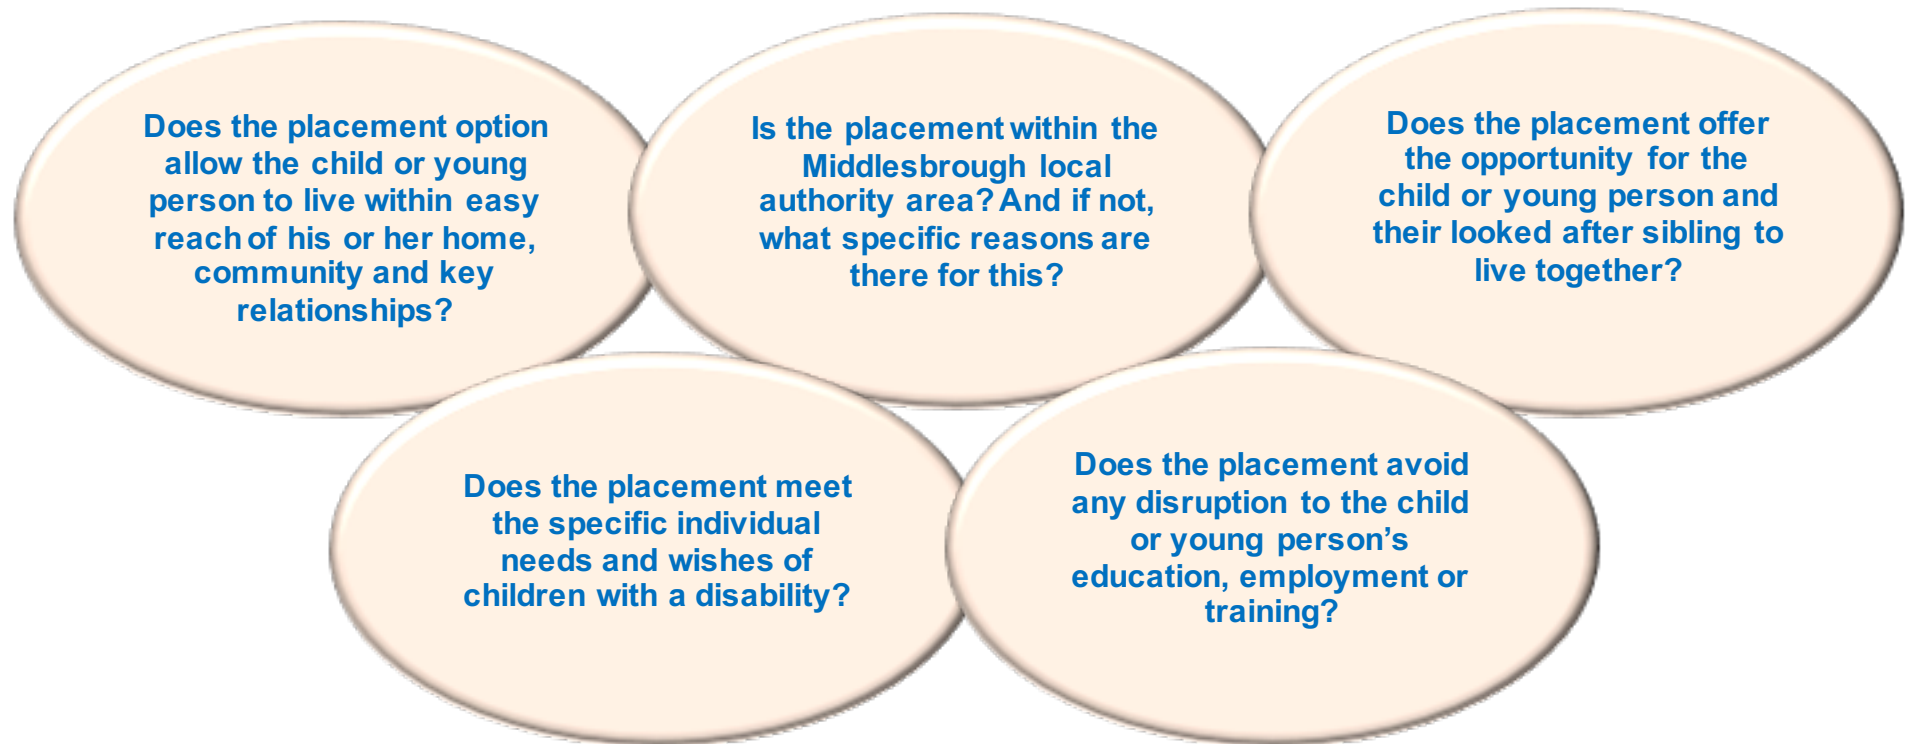 Does the placement option
allow the child or young
person to live within easy
reach of his or her home,
community and key
relationships?
Is the placement within the
Middlesbrough local
authority area? And if not,
what specific reasons are
there for this?
Does the placement offer
the opportunity for the
child or young person and
their looked after sibling to
live together?
Does the placement meet
the specific individual
needs and wishes of
children with a disability?
Does the placement avoid
any disruption to the child
or young person’s
education, employment or
training?